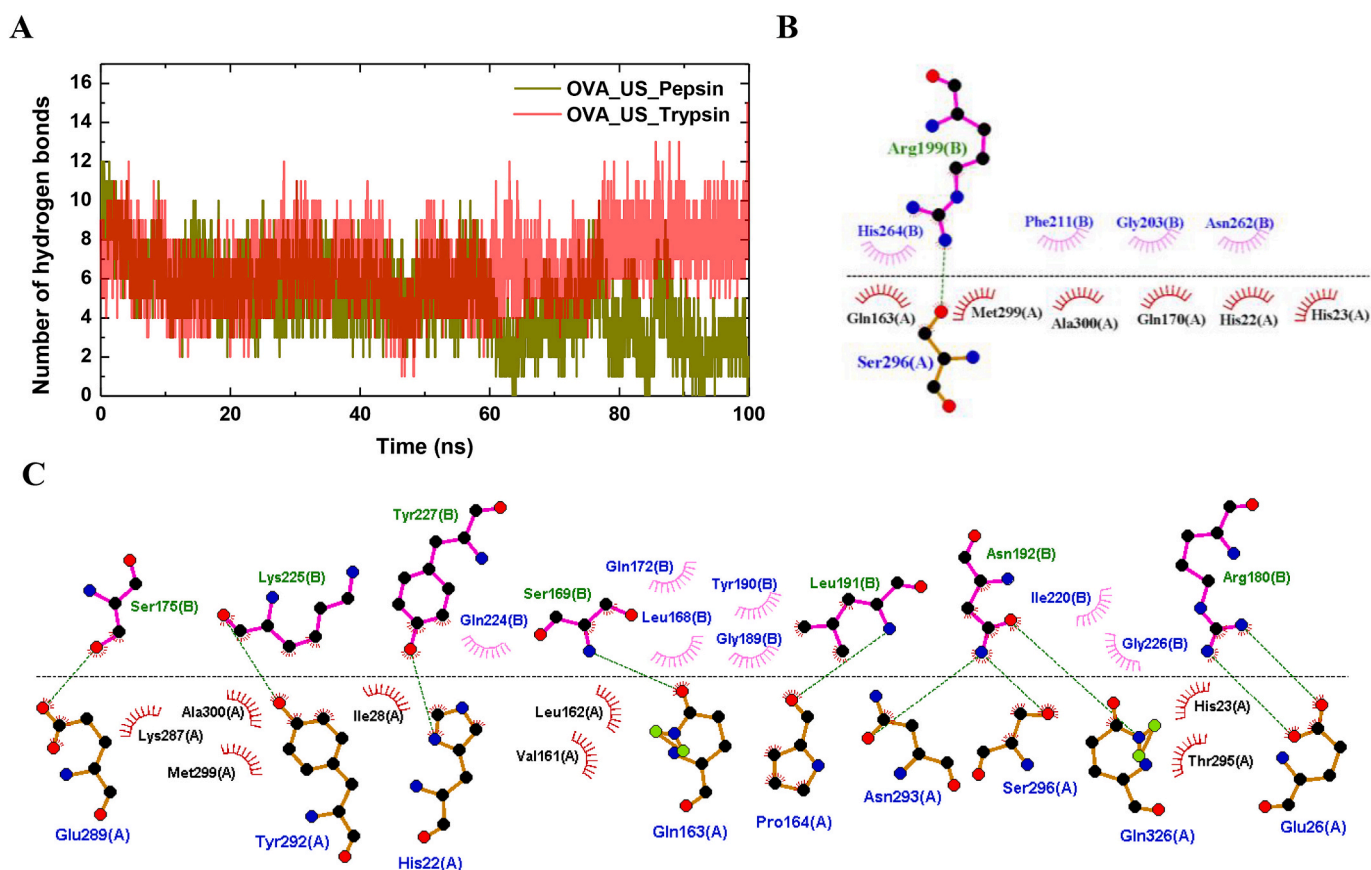 A
B
16
14
12
10
8
6
4
2
0
Number of hydrogen bonds
OVA_US_Pepsin
OVA_US_Trypsin
0
20
40
60
80
100
Time (ns)
Arg199(B)
His264(B)
Phe211(B)
Gly203(B)
Asn262(B)
Gln163(A)
Met299(A)
Ala300(A)
Gln170(A)
His22(A)
His23(A)
Ser296(A)
C
Ser175(B)
Lys225(B)
Tyr227(B)
Gln224(B)
Ser169(B)
Gln172(B)
Leu168(B)
Tyr190(B)
Gly189(B)
Leu191(B)
Asn192(B)
Ile220(B)
Gly226(B)
Arg180(B)
Ala300(A)
Lys287(A)
Met299(A)
Ile28(A)
Leu162(A)
Val161(A)
His23(A)
Thr295(A)
Glu289(A)
Tyr292(A)
His22(A)
Gln163(A)
Pro164(A)
Asn293(A)
Ser296(A)
Gln326(A)
Glu26(A)